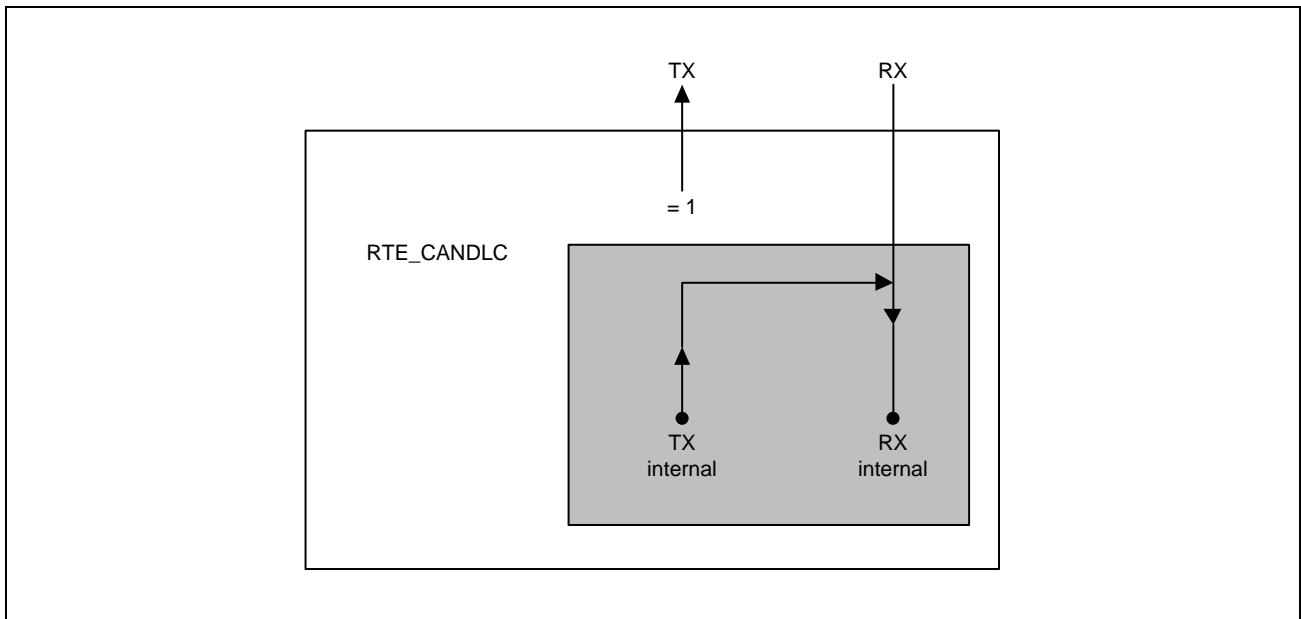 TX RX
= 1
RTE_CANDLC
TX RX
internal internal